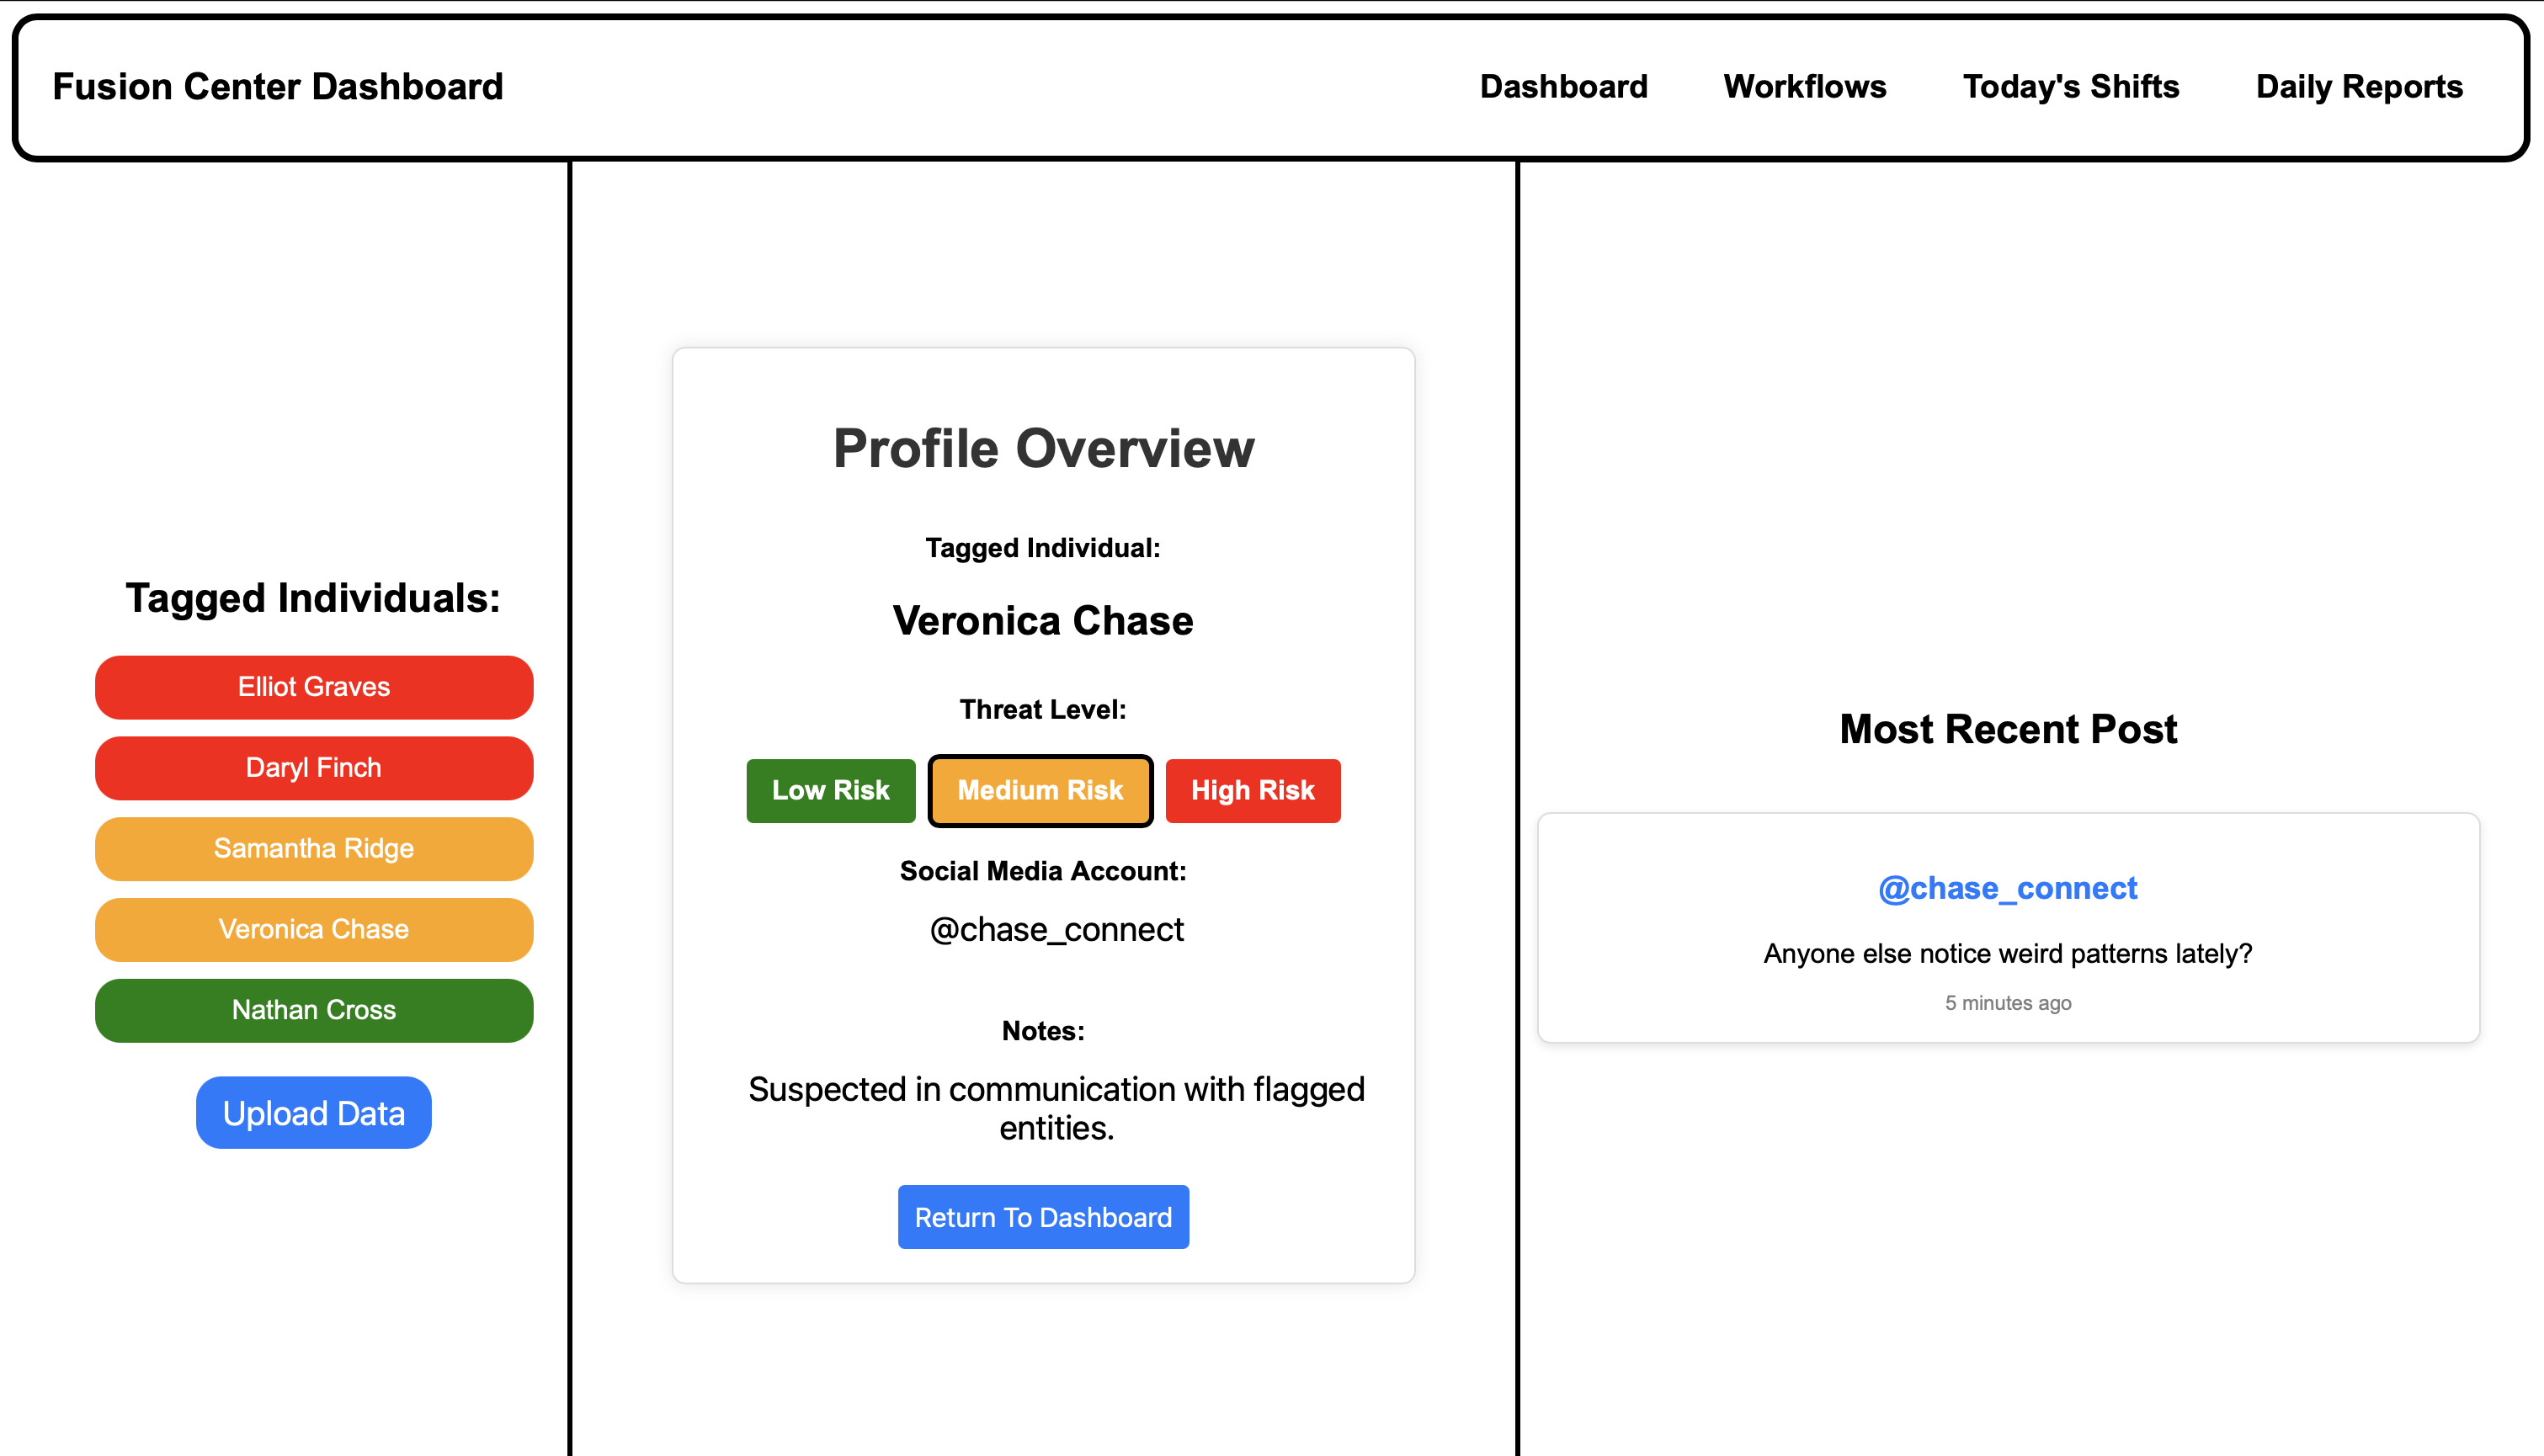 Fusion Center Dashboard
Dashboard
Workflows
Today's Shifts
Daily Reports
Tagged Individuals:
Elliot Graves
Daryl Finch
Samantha Ridge
Veronica Chase
Nathan Cross
Upload Data
Profile Overview
Tagged Individual:
Veronica Chase
Threat Level:
Low Risk
Medium Risk
High Risk
Social Media Account:
@chase_connect
Notes:
Suspected in communication with flagged
entities.
Return To Dashboard
Most Recent Post
@chase_connect
Anyone else notice weird patterns lately?
5 minutes ago